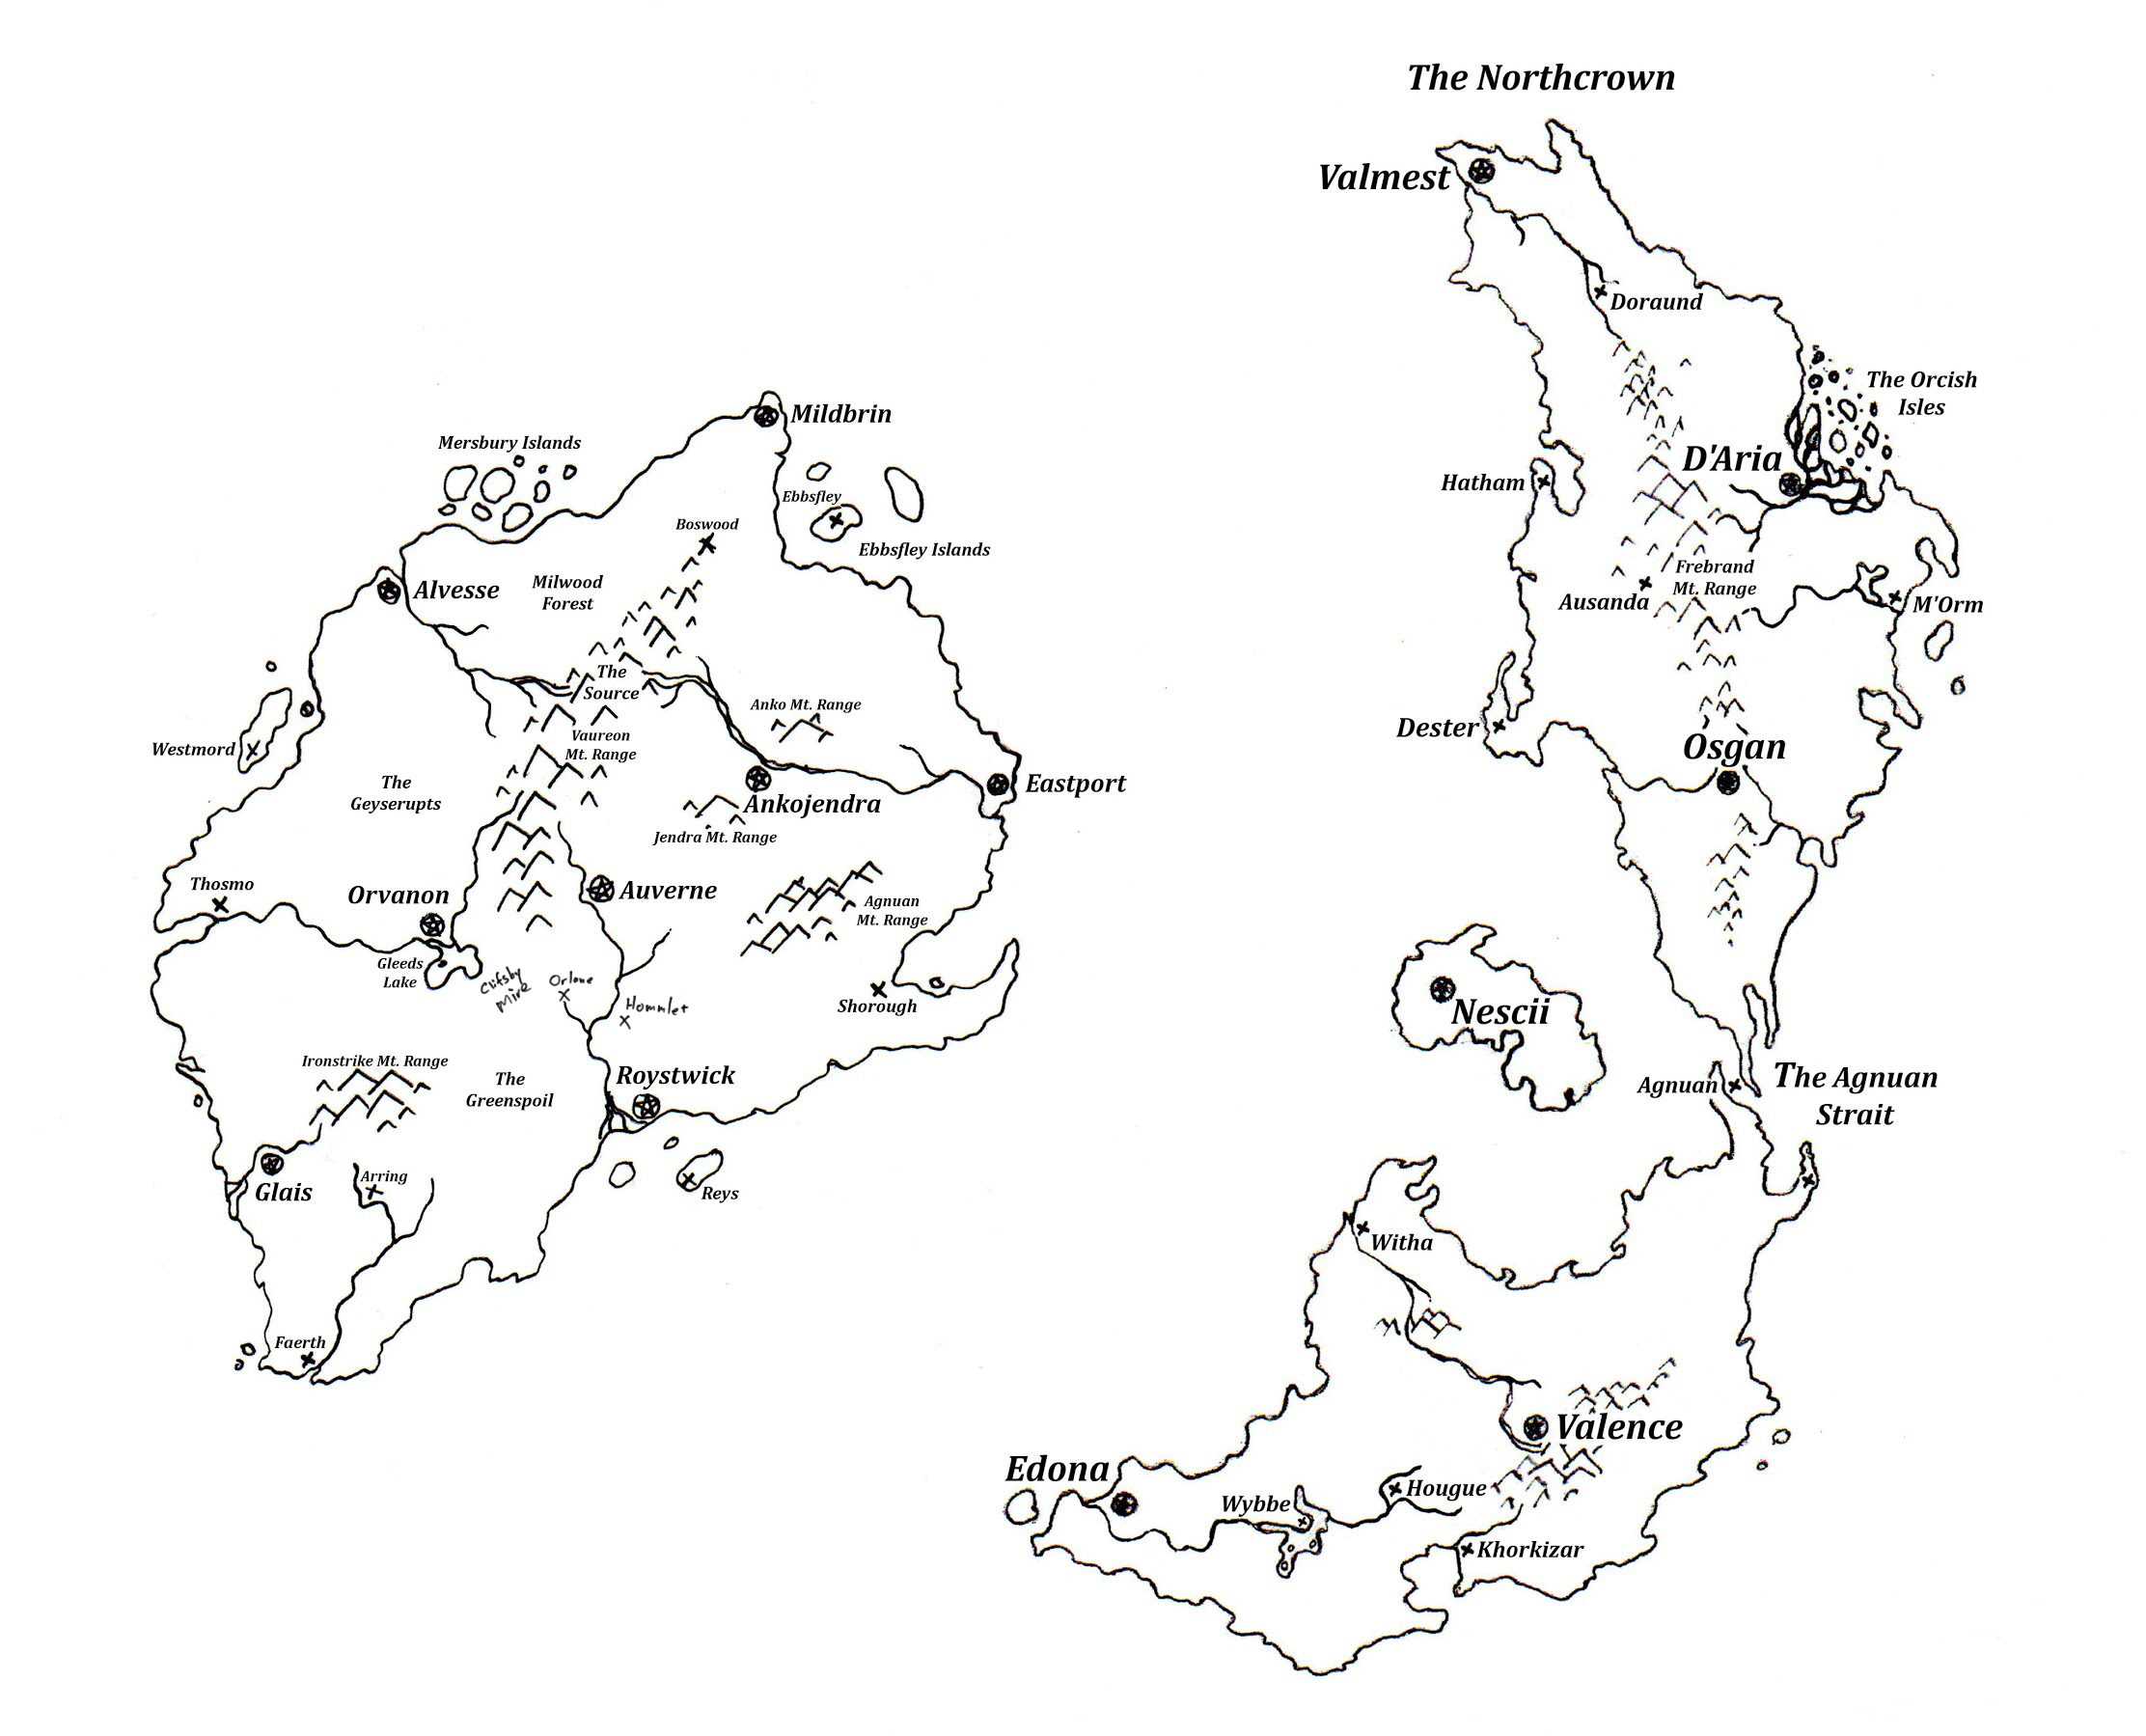 The Northcrown
Valmest
Doraund
The Orcish
Isles
D'Aria
Hatham
Frebrand
Mt. Range
Ausanda
M'Orm
Dester
Osgan
Nescii
Agnuan
The Agnuan
Strait
Witha
Valence
Edona
Wybbe
Hougue
Khorkizar
Mildbrin
Mersbury Islands
Ebbsfley
Boswood
Ebbsfley Islands
Alvesse
Milwood
Forest
The
Source
Anko Mt. Range
Vaureon
Mt. Range
Westmord
The
Geyserupts
Eastport
Ankojendra
Jendra Mt. Range
Thosmo
Orvanon
Auverne
Agnuan
Mt. Range
Gleeds
Lake
Mire
Orlane
Hommlet
Shorough
Ironstrike Mt. Range
The
Greenspoil
Roystwick
Glais
Arring
Reys
Faerth